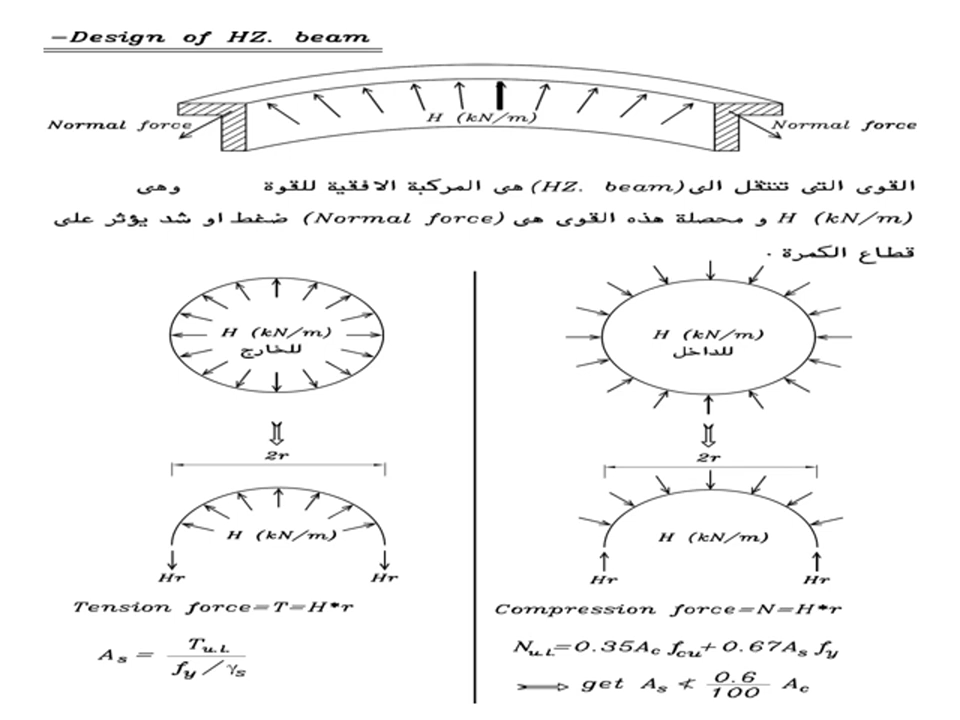 -Design of HZ. beam
H (kN/m)
Normal force
Normal force
القوى التى تنتقل الى (HZ. beam) هى المركبة الافقية للقوة وهى
H (kN/m) و محصلة هذه القوى هى (Normal force) ضغط او شد يؤثر على
قطاع الكمرة .
H (kN/m)
للخارج
2r
H (kN/m)
Hr
Hr
Tension force=T=H*r
As = Tu.l. / fy/γs
H (kN/m)
للداخل
2r
H (kN/m)
Hr
Hr
Compression force=N=H*r
Nu.l.=0.35Ac fcu+ 0.67As fy
⟹ get As ≮ 0.6/100 Ac